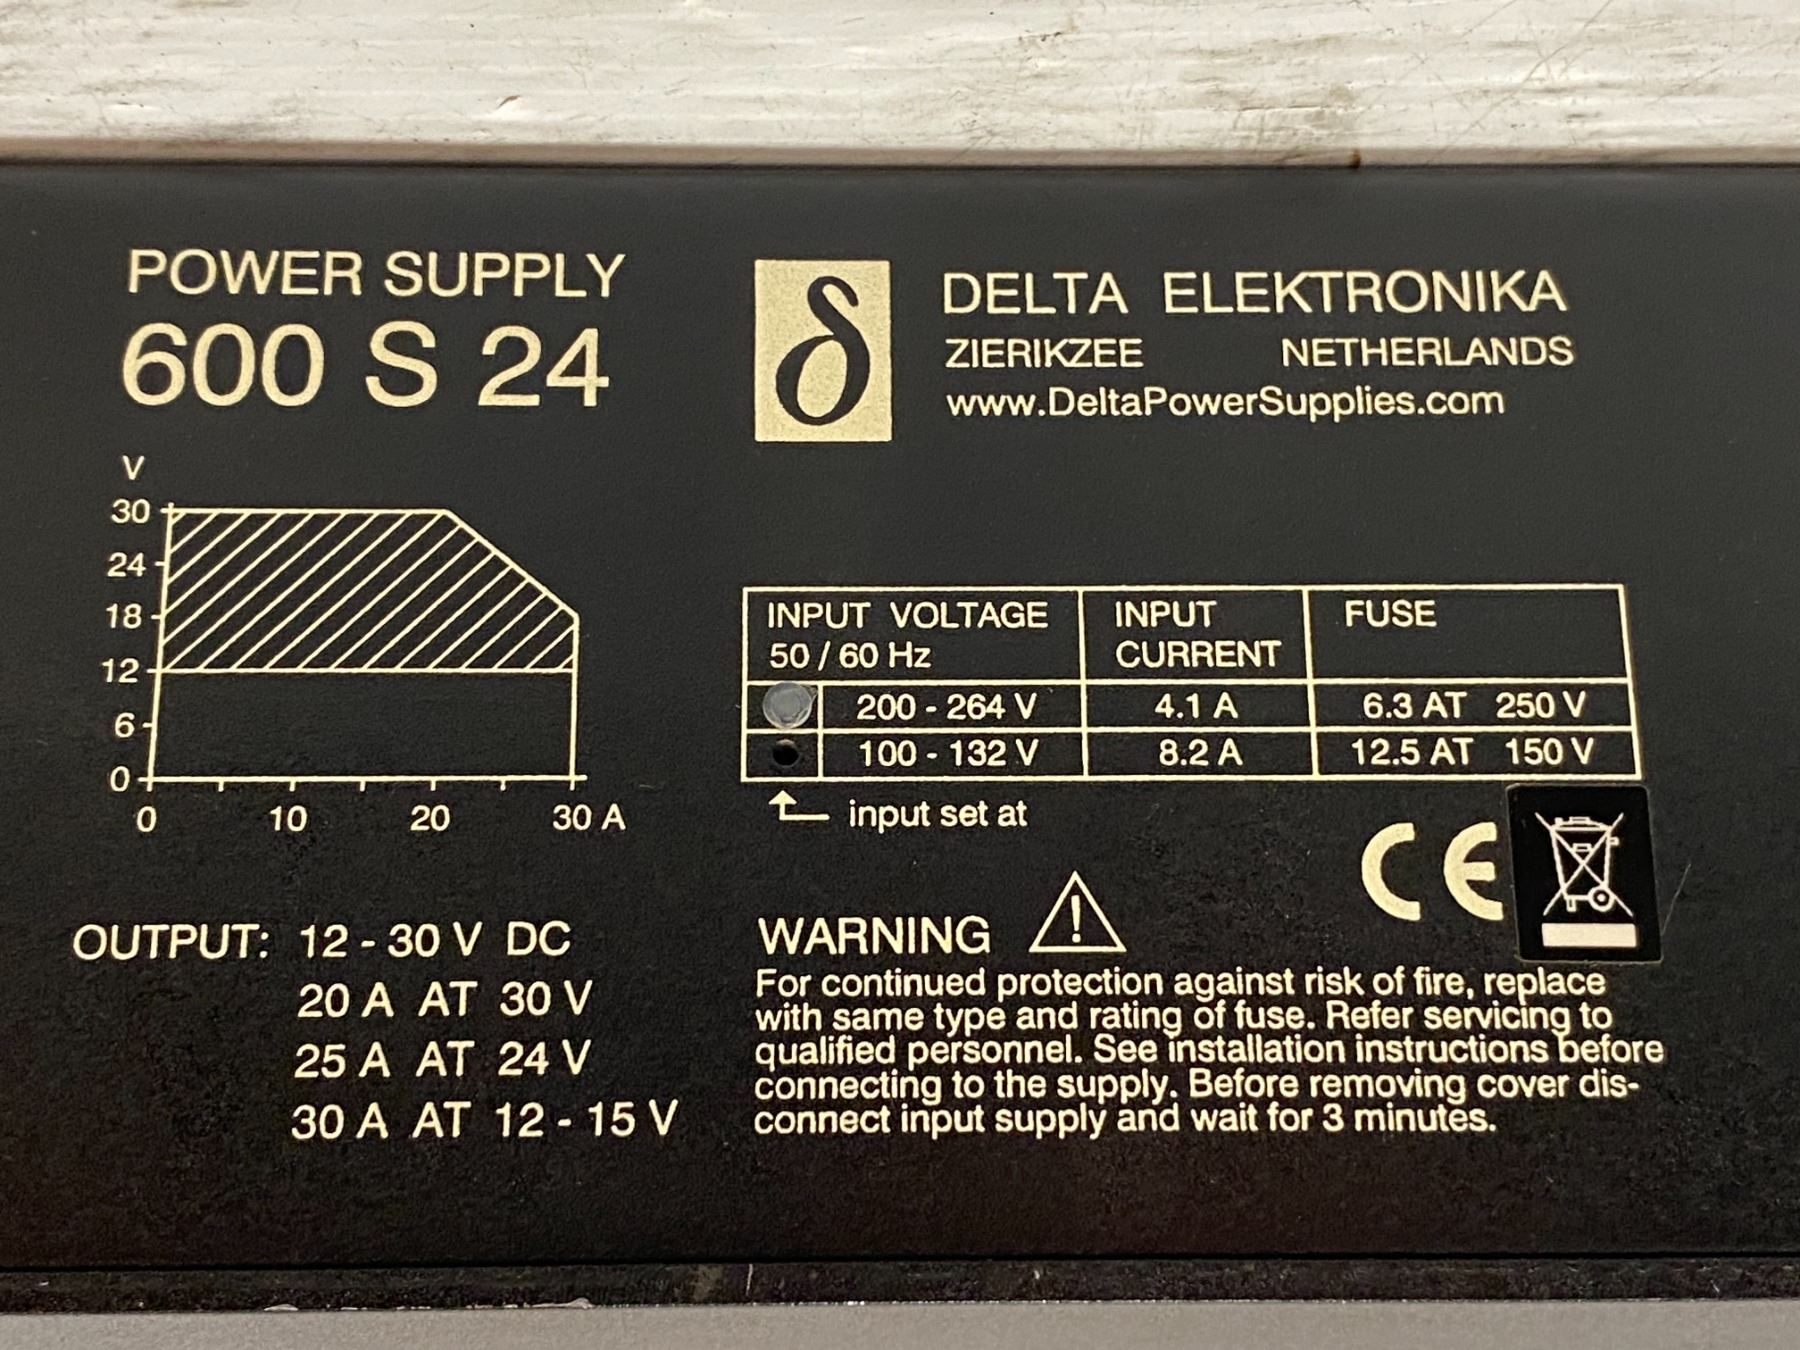 POWER SUPPLY
600 S 24
δ
DELTA ELEKTRONIKA
ZIERIKZEE NETHERLANDS
www.DeltaPowerSupplies.com
V
30
24
18
12
6
0
0 10 20 30 A
OUTPUT: 12 - 30 V DC
20 A AT 30 V
25 A AT 24 V
30 A AT 12 - 15 V
INPUT VOLTAGE INPUT FUSE
50 / 60 Hz CURRENT
200 - 264 V 4.1 A 6.3 AT 250 V
100 - 132 V 8.2 A 12.5 AT 150 V
input set at
CE
WARNING !
For continued protection against risk of fire, replace
with same type and rating of fuse. Refer servicing to
qualified personnel. See installation instructions before
connecting to the supply. Before removing cover dis-
connect input supply and wait for 3 minutes.